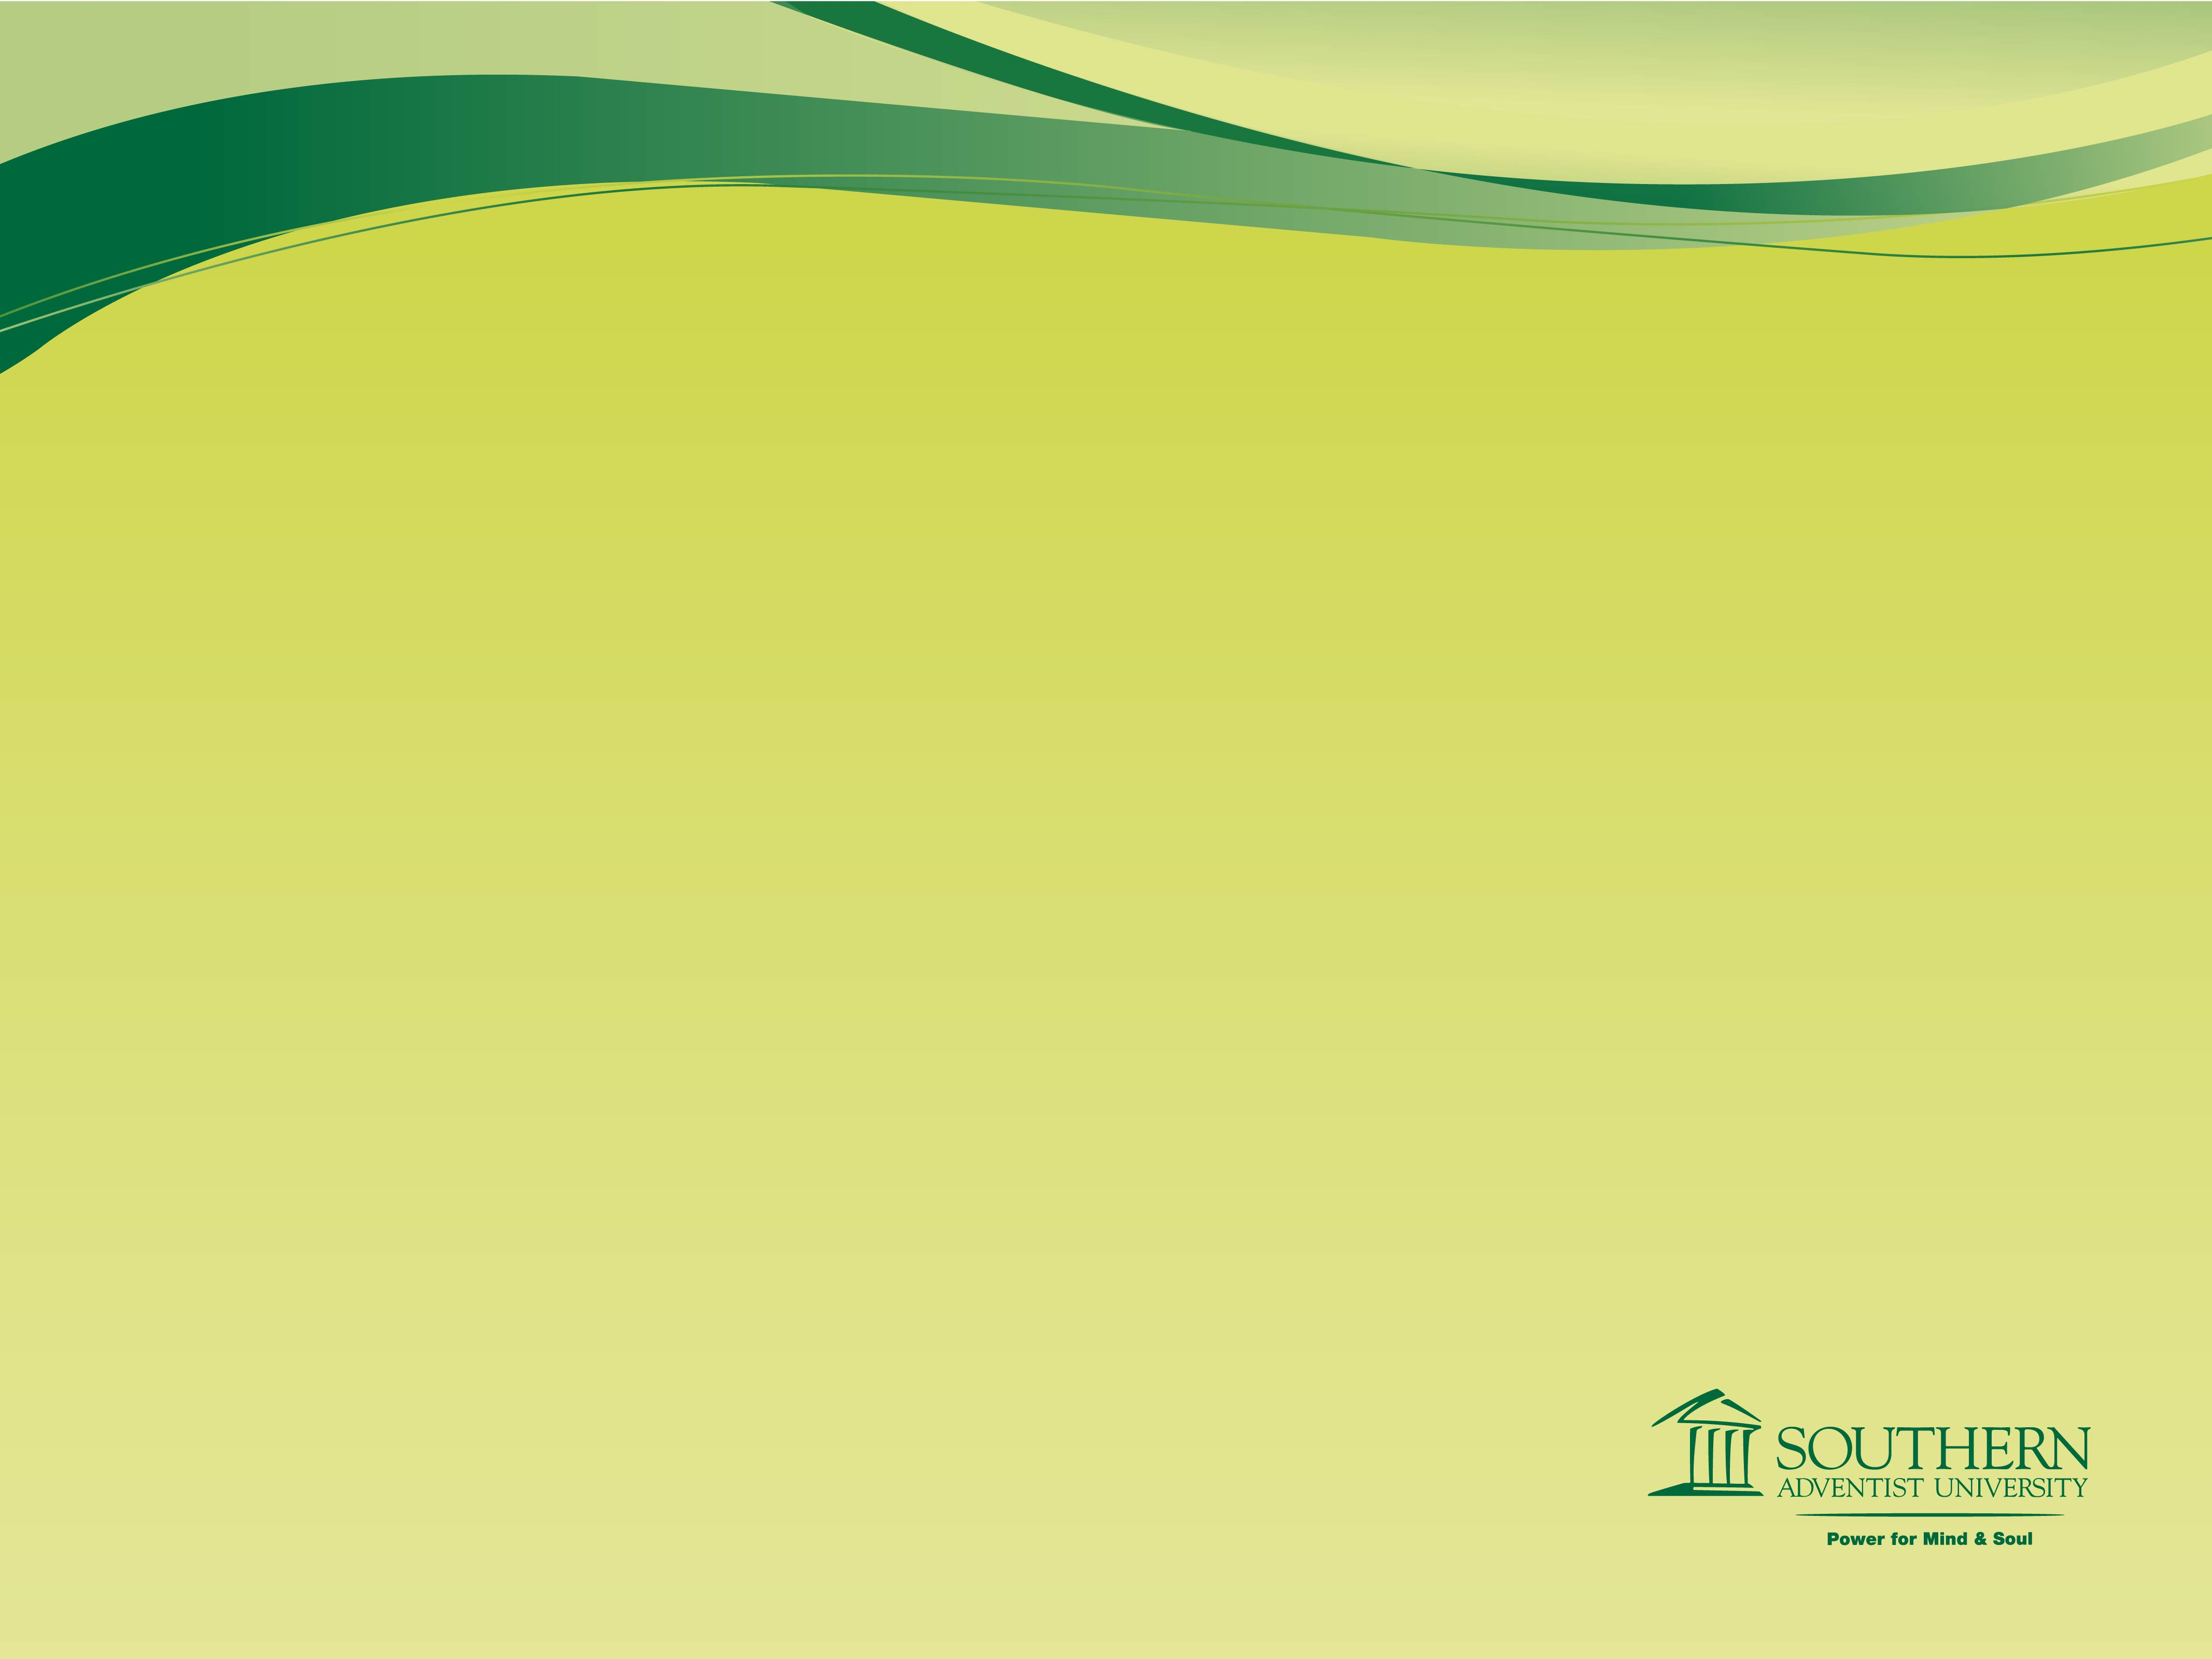 SOUTHERN
ADVENTIST UNIVERSITY
Power for Mind & Soul